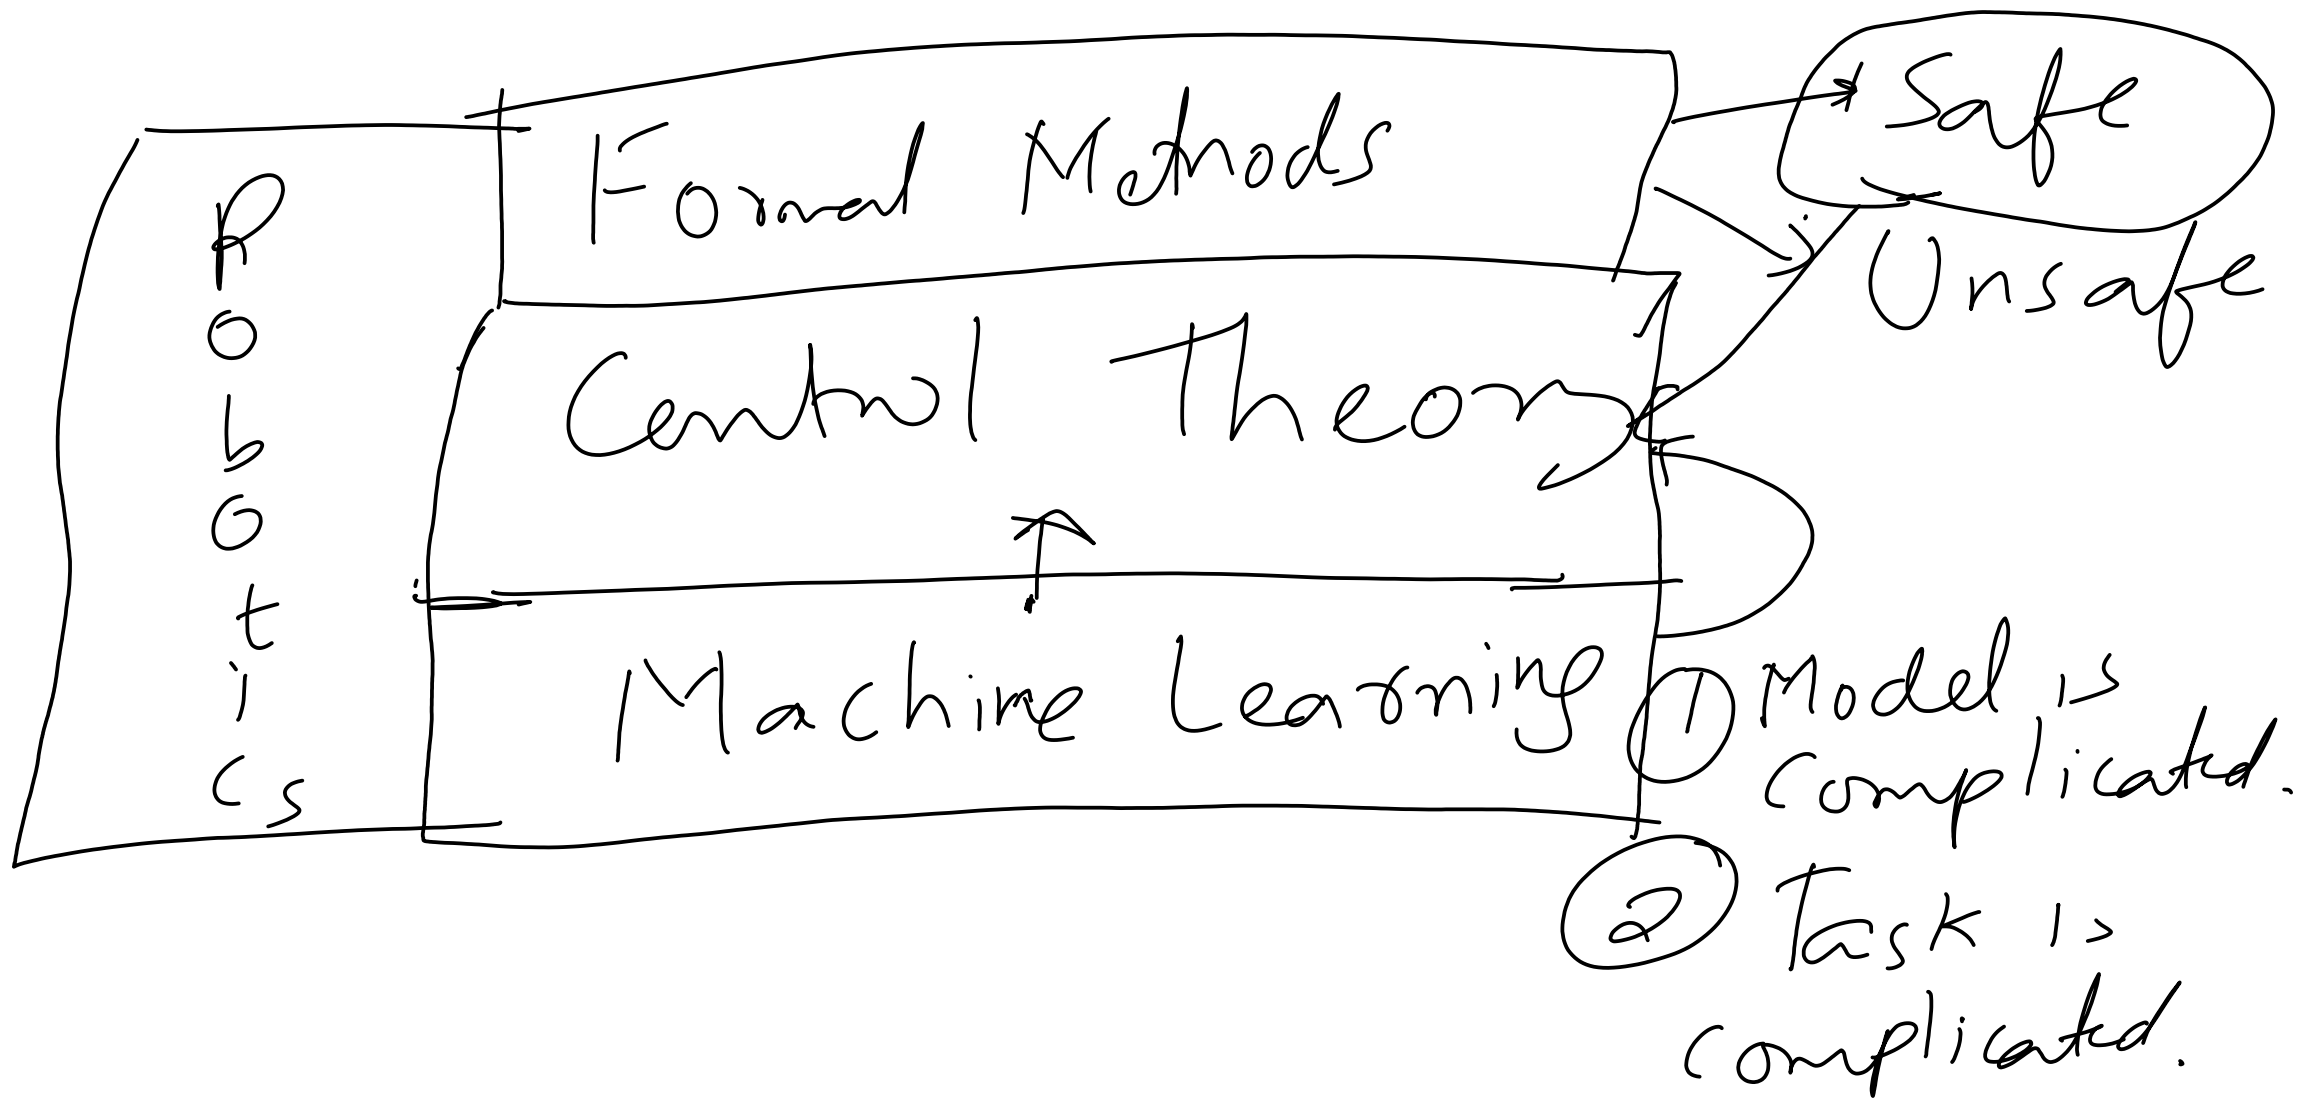 Robotics
Formal Methods
Control Theory
Machine Learning
Safe
Unsafe
1 Model is
complicated.
2 Task is
complicated.